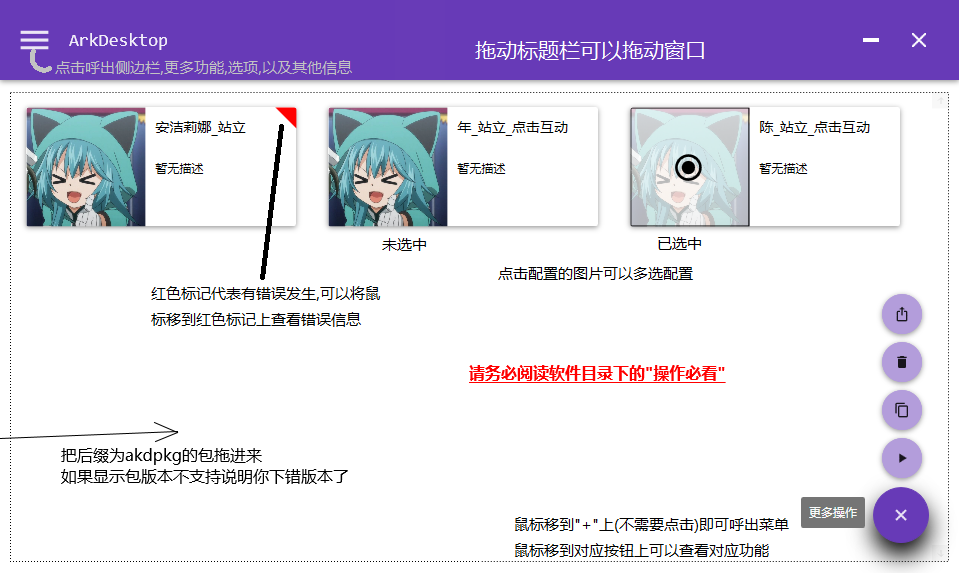 ArkDesktop
拖动标题栏可以拖动窗口
点击呼出侧边栏,更多功能,选项,以及其他信息
安洁莉娜_站立
暂无描述
年_站立_点击互动
暂无描述
陈_站立_点击互动
暂无描述
未选中
已选中
点击配置的图片可以多选配置
红色标记代表有错误发生,可以将鼠
标移到红色标记上查看错误信息
请务必阅读软件目录下的"操作必看"
把后缀为akdpkg的包拖进来
如果显示包版本不支持说明你下错版本了
更多操作
鼠标移到"+"上(不需要点击)即可呼出菜单
鼠标移到对应按钮上可以查看对应功能